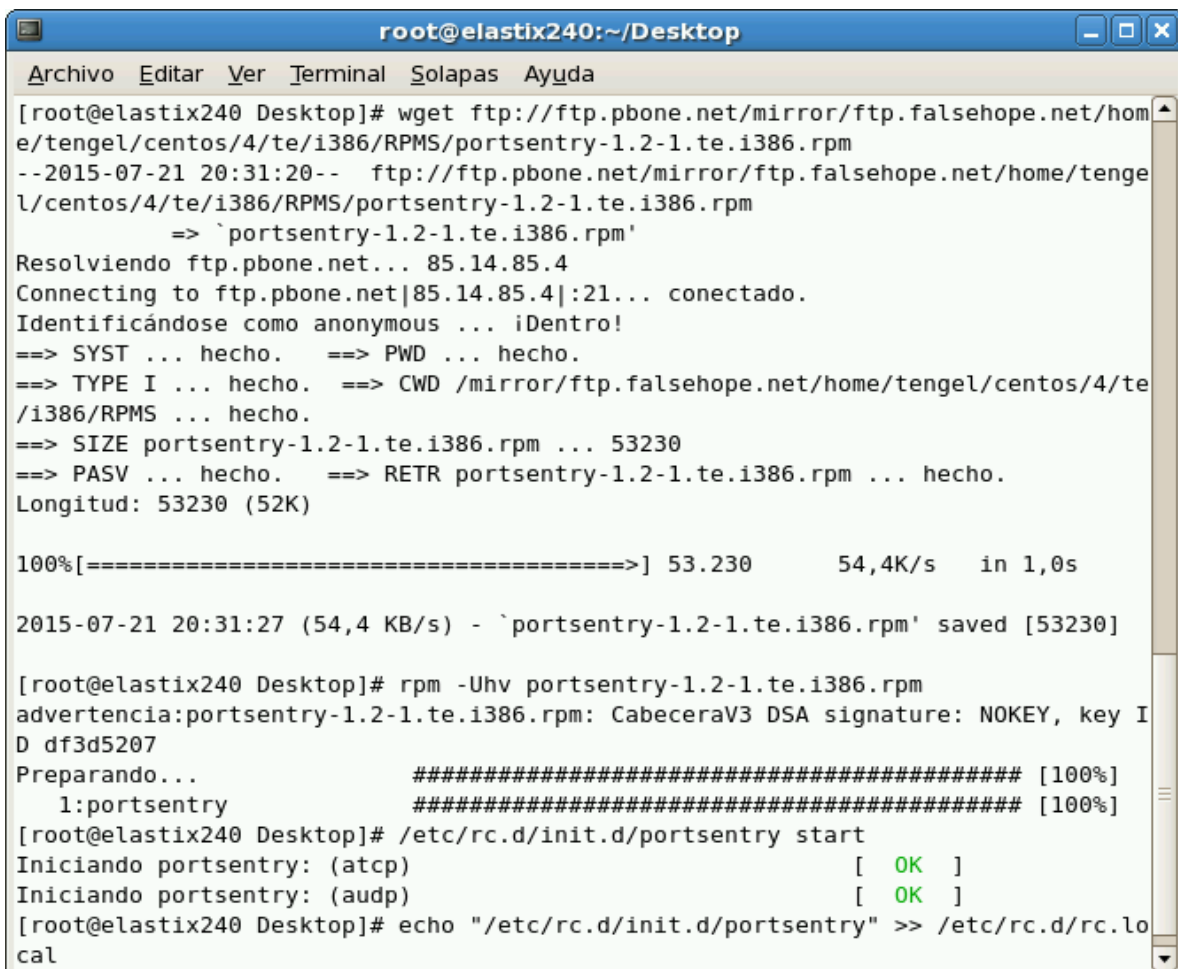 root@elastix240:~/Desktop
Archivo Editar Ver Terminal Solapas Ayuda
[root@elastix240 Desktop]# wget ftp://ftp.pbone.net/mirror/ftp.falsehope.net/hom
e/tengel/centos/4/te/i386/RPMS/portsentry-1.2-1.te.i386.rpm
--2015-07-21 20:31:20--  ftp://ftp.pbone.net/mirror/ftp.falsehope.net/home/tenge
l/centos/4/te/i386/RPMS/portsentry-1.2-1.te.i386.rpm
           => `portsentry-1.2-1.te.i386.rpm'
Resolviendo ftp.pbone.net... 85.14.85.4
Connecting to ftp.pbone.net|85.14.85.4|:21... conectado.
Identificándose como anonymous ... ¡Dentro!
==> SYST ... hecho.   ==> PWD ... hecho.
==> TYPE I ... hecho.  ==> CWD /mirror/ftp.falsehope.net/home/tengel/centos/4/te
/i386/RPMS ... hecho.
==> SIZE portsentry-1.2-1.te.i386.rpm ... 53230
==> PASV ... hecho.   ==> RETR portsentry-1.2-1.te.i386.rpm ... hecho.
Longitud: 53230 (52K)
100%[======================================>] 53.230      54,4K/s   in 1,0s
2015-07-21 20:31:27 (54,4 KB/s) - `portsentry-1.2-1.te.i386.rpm' saved [53230]
[root@elastix240 Desktop]# rpm -Uhv portsentry-1.2-1.te.i386.rpm
advertencia:portsentry-1.2-1.te.i386.rpm: CabeceraV3 DSA signature: NOKEY, key I
D df3d5207
Preparando...               ########################################### [100%]
   1:portsentry             ########################################### [100%]
[root@elastix240 Desktop]# /etc/rc.d/init.d/portsentry start
Iniciando portsentry: (atcp)                               [  OK  ]
Iniciando portsentry: (audp)                               [  OK  ]
[root@elastix240 Desktop]# echo "/etc/rc.d/init.d/portsentry" >> /etc/rc.d/rc.lo
cal